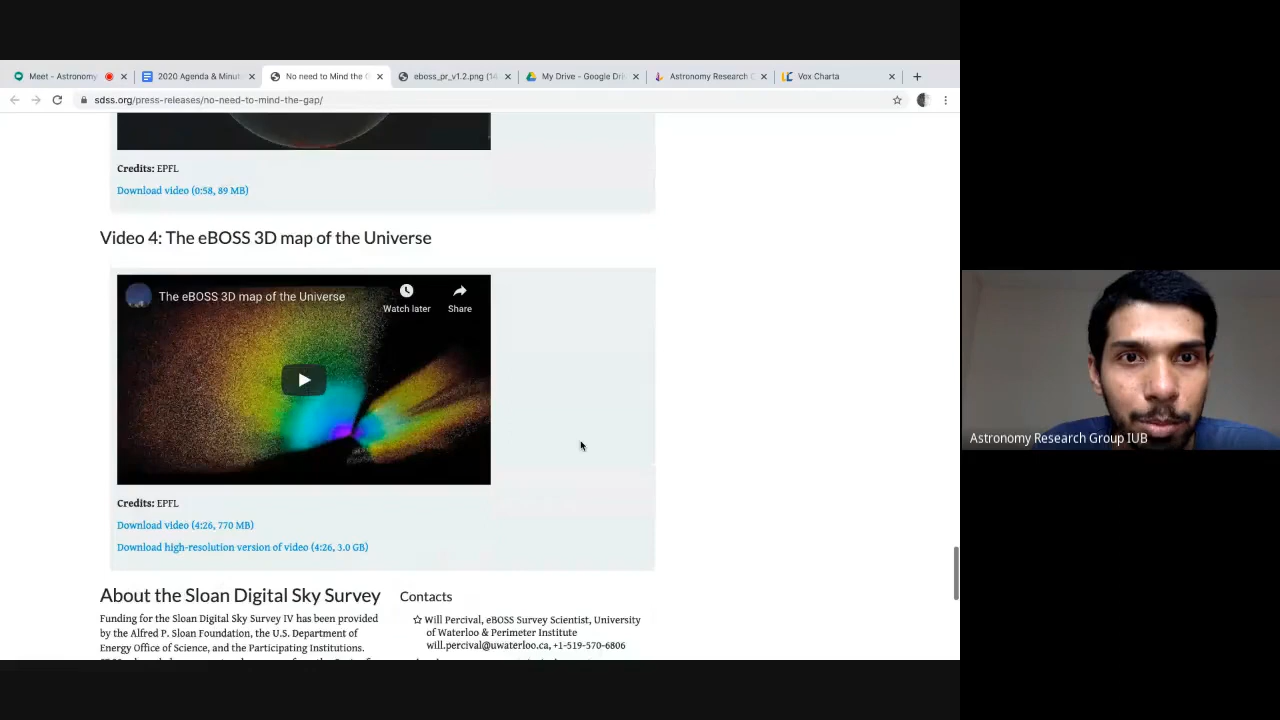 Meet - Astronomy
2020 Agenda & Minut
No need to Mind the G
eboss_pr_v1.2.png (14
My Drive - Google Dri
Astronomy Research G
Vox Charta
sdss.org/press-releases/no-need-to-mind-the-gap/
Credits: EPFL
Download video (0:58, 89 MB)
Video 4: The eBOSS 3D map of the Universe
The eBOSS 3D map of the Universe
Watch later
Share
Credits: EPFL
Download video (4:26, 770 MB)
Download high-resolution version of video (4:26, 3.0 GB)
About the Sloan Digital Sky Survey
Funding for the Sloan Digital Sky Survey IV has been provided
by the Alfred P. Sloan Foundation, the U.S. Department of
Energy Office of Science, and the Participating Institutions.
Contacts
Will Percival, eBOSS Survey Scientist, University
of Waterloo & Perimeter Institute
will.percival@uwaterloo.ca, +1-519-570-6806
Astronomy Research Group IUB